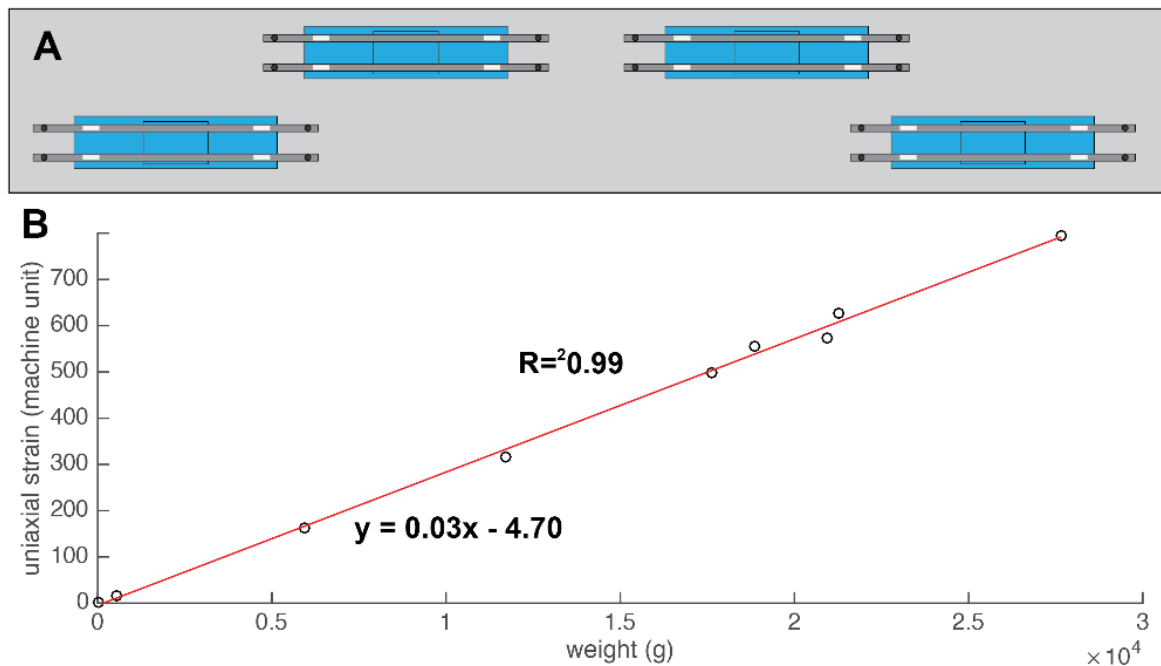 A
B
uniaxial strain (machine unit)
700
600
500
400
300
200
100
0
R=²0.99
y = 0.03x - 4.70
0 0.5 1 1.5 2 2.5 3
weight (g)
×10⁴